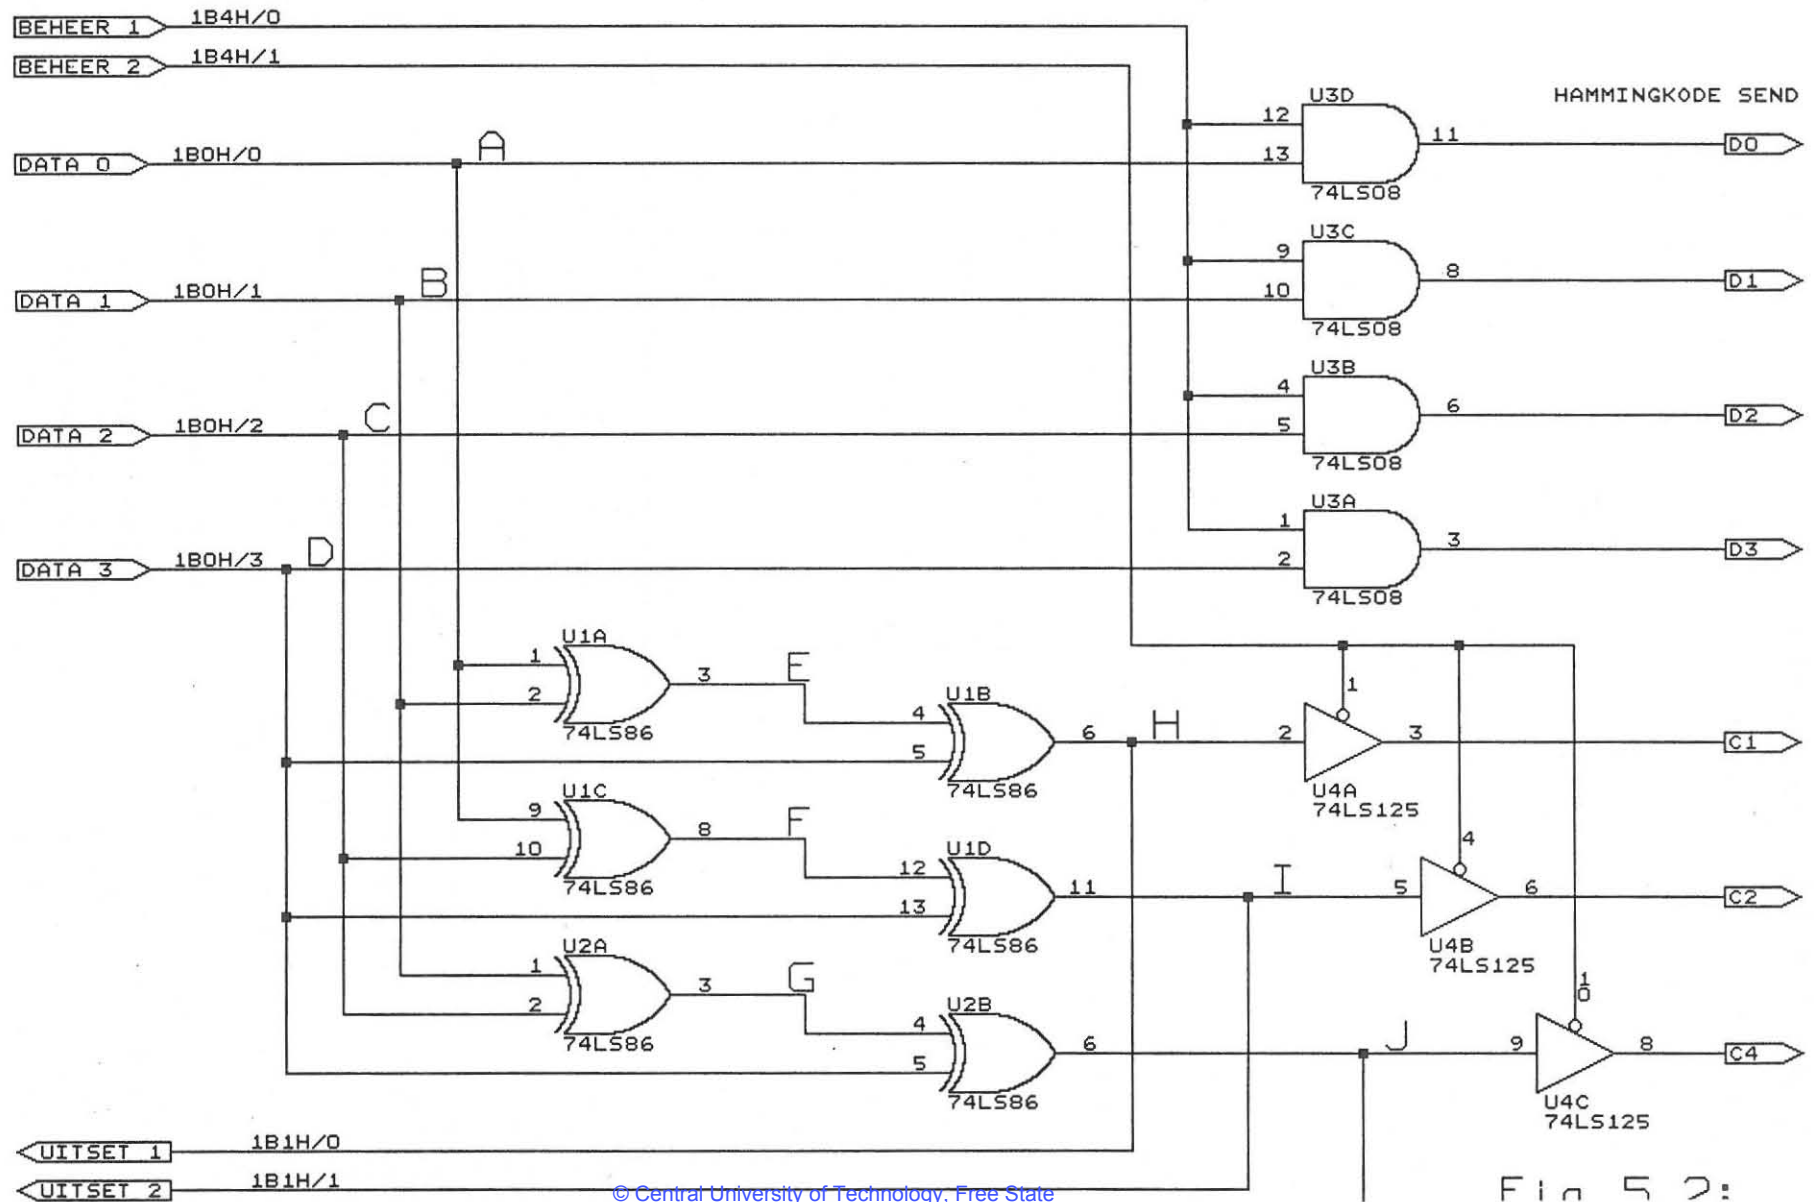 BEHEER 1
1B4H/0
BEHEER 2
1B4H/1
HAMMINGKODE SEND
DATA 0
1B0H/0
A
U3D
12
13
11
74LS08
D0
DATA 1
1B0H/1
B
U3C
9
10
8
74LS08
D1
DATA 2
1B0H/2
C
U3B
4
5
6
74LS08
D2
DATA 3
1B0H/3
D
U3A
1
2
3
74LS08
D3
U1A
1
2
3
74LS86
E
U1B
4
5
6
74LS86
H
1
2
3
U4A
74LS125
C1
U1C
9
10
8
74LS86
F
U1D
12
13
11
74LS86
I
4
5
6
U4B
74LS125
C2
U2A
1
2
3
74LS86
G
U2B
4
5
6
74LS86
J
10
9
8
U4C
74LS125
C4
UITSET 1
1B1H/0
UITSET 2
1B1H/1
© Central University of Technology, Free State
Fig 5.2: